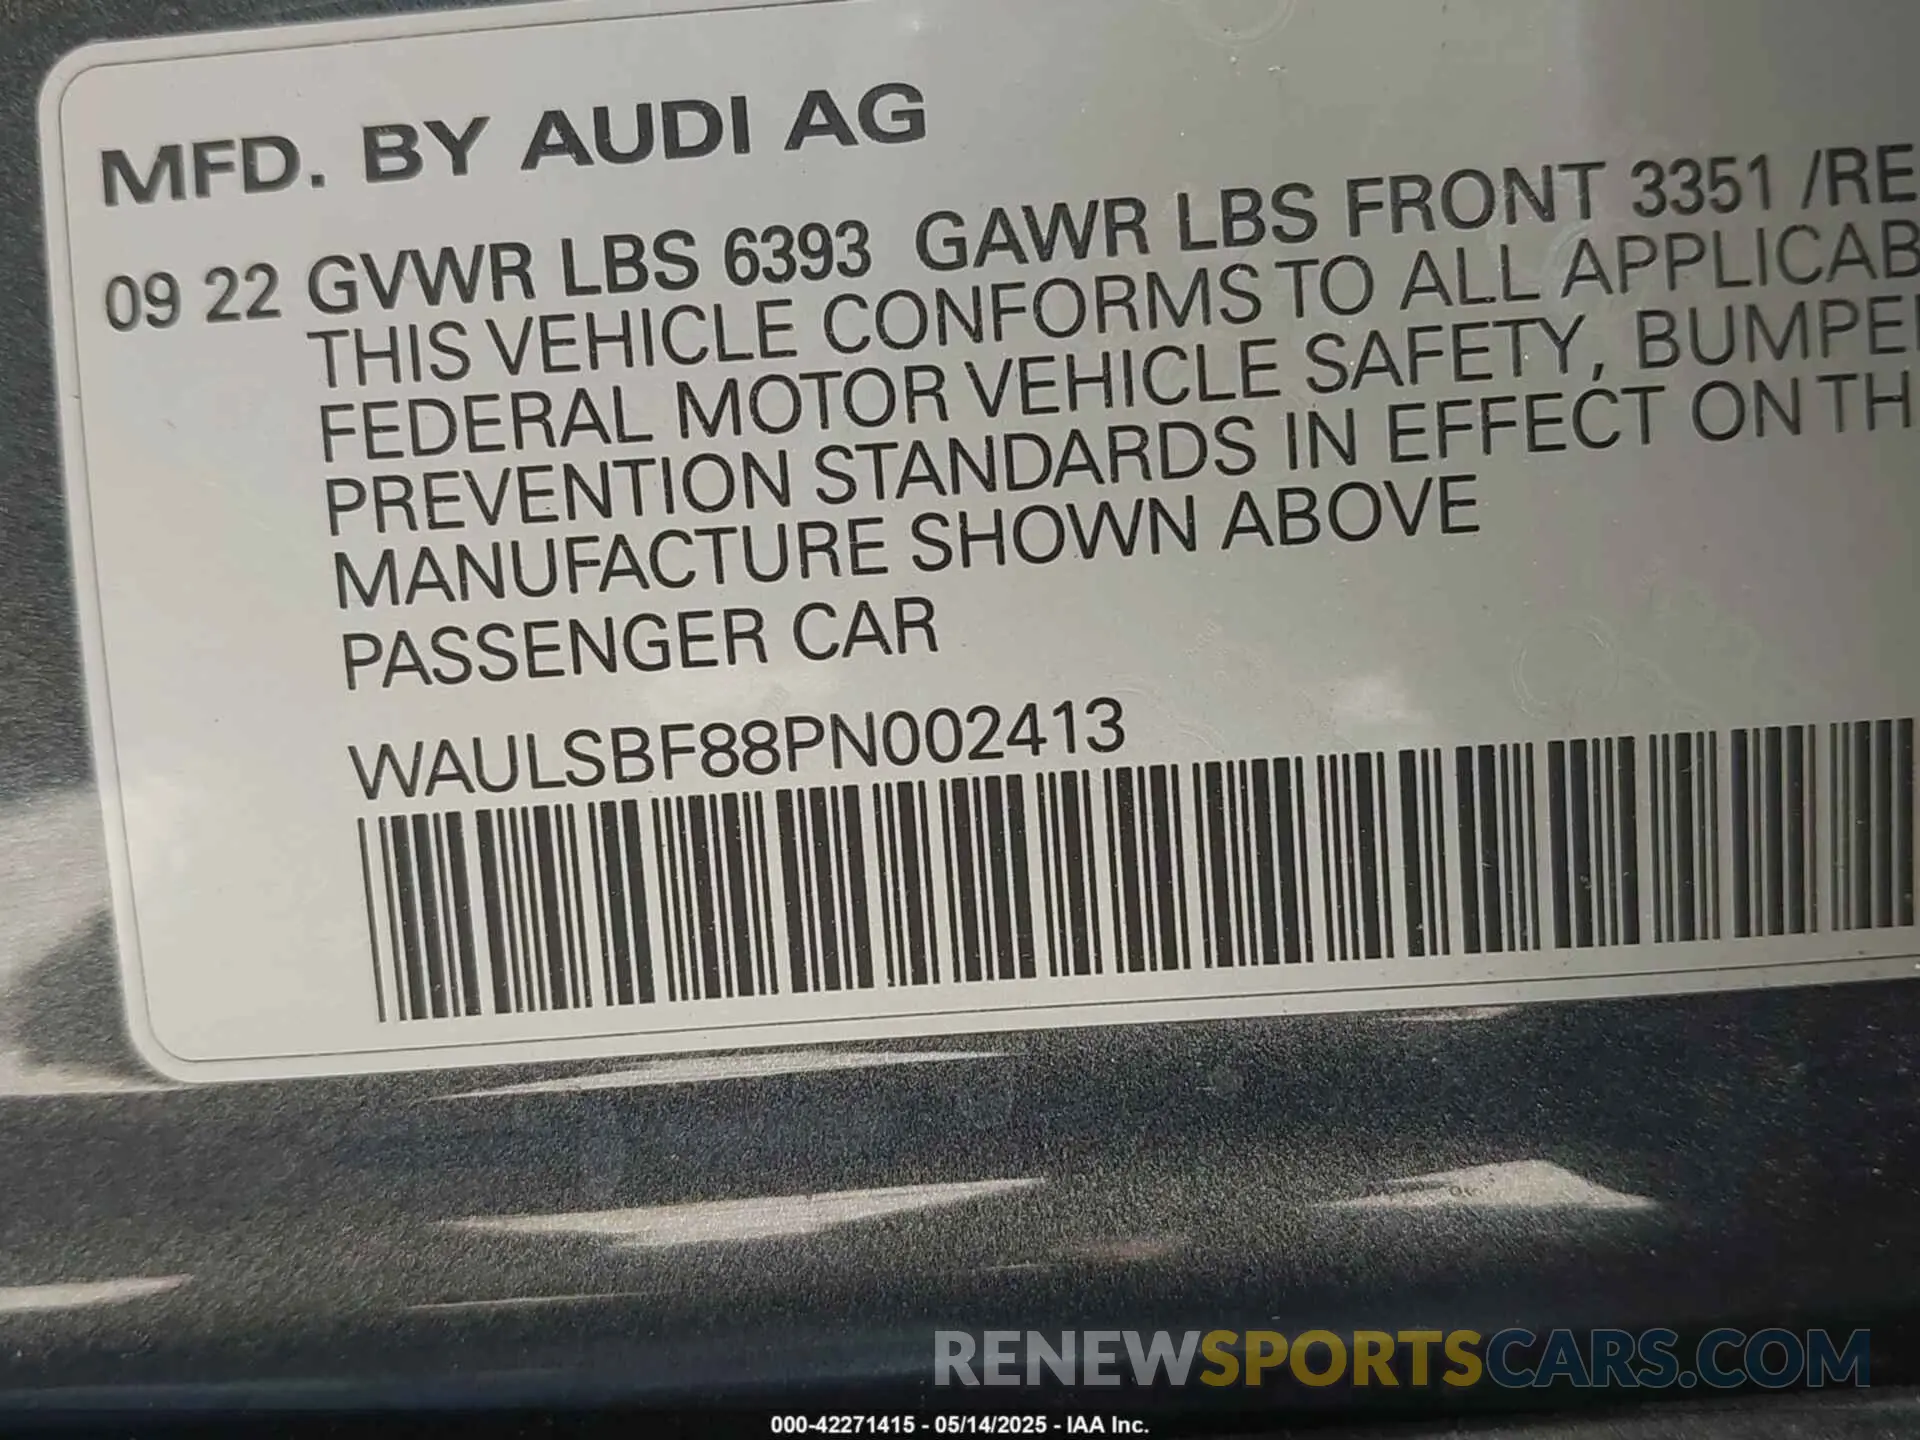 MFD. BY AUDI AG
09 22 GVWR LBS 6393 GAWR LBS FRONT 3351 /RE
THIS VEHICLE CONFORMS TO ALL APPLICAB
FEDERAL MOTOR VEHICLE SAFETY, BUMPE
PREVENTION STANDARDS IN EFFECT ON TH
MANUFACTURE SHOWN ABOVE
PASSENGER CAR
WAULSBF88PN002413
RENEWSPORTSCARS.COM
000-42271415 - 05/14/2025 - IAA Inc.